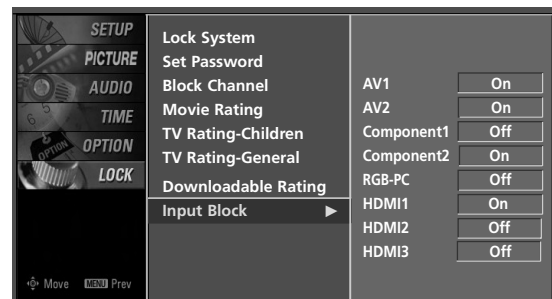 SETUP
PICTURE
AUDIO
TIME
OPTION
LOCK
Move MENU Prev
Lock System
Set Password
Block Channel
Movie Rating
TV Rating-Children
TV Rating-General
Downloadable Rating
Input Block ▶
AV1 On
AV2 On
Component1 Off
Component2 On
RGB-PC Off
HDMI1 On
HDMI2 Off
HDMI3 Off